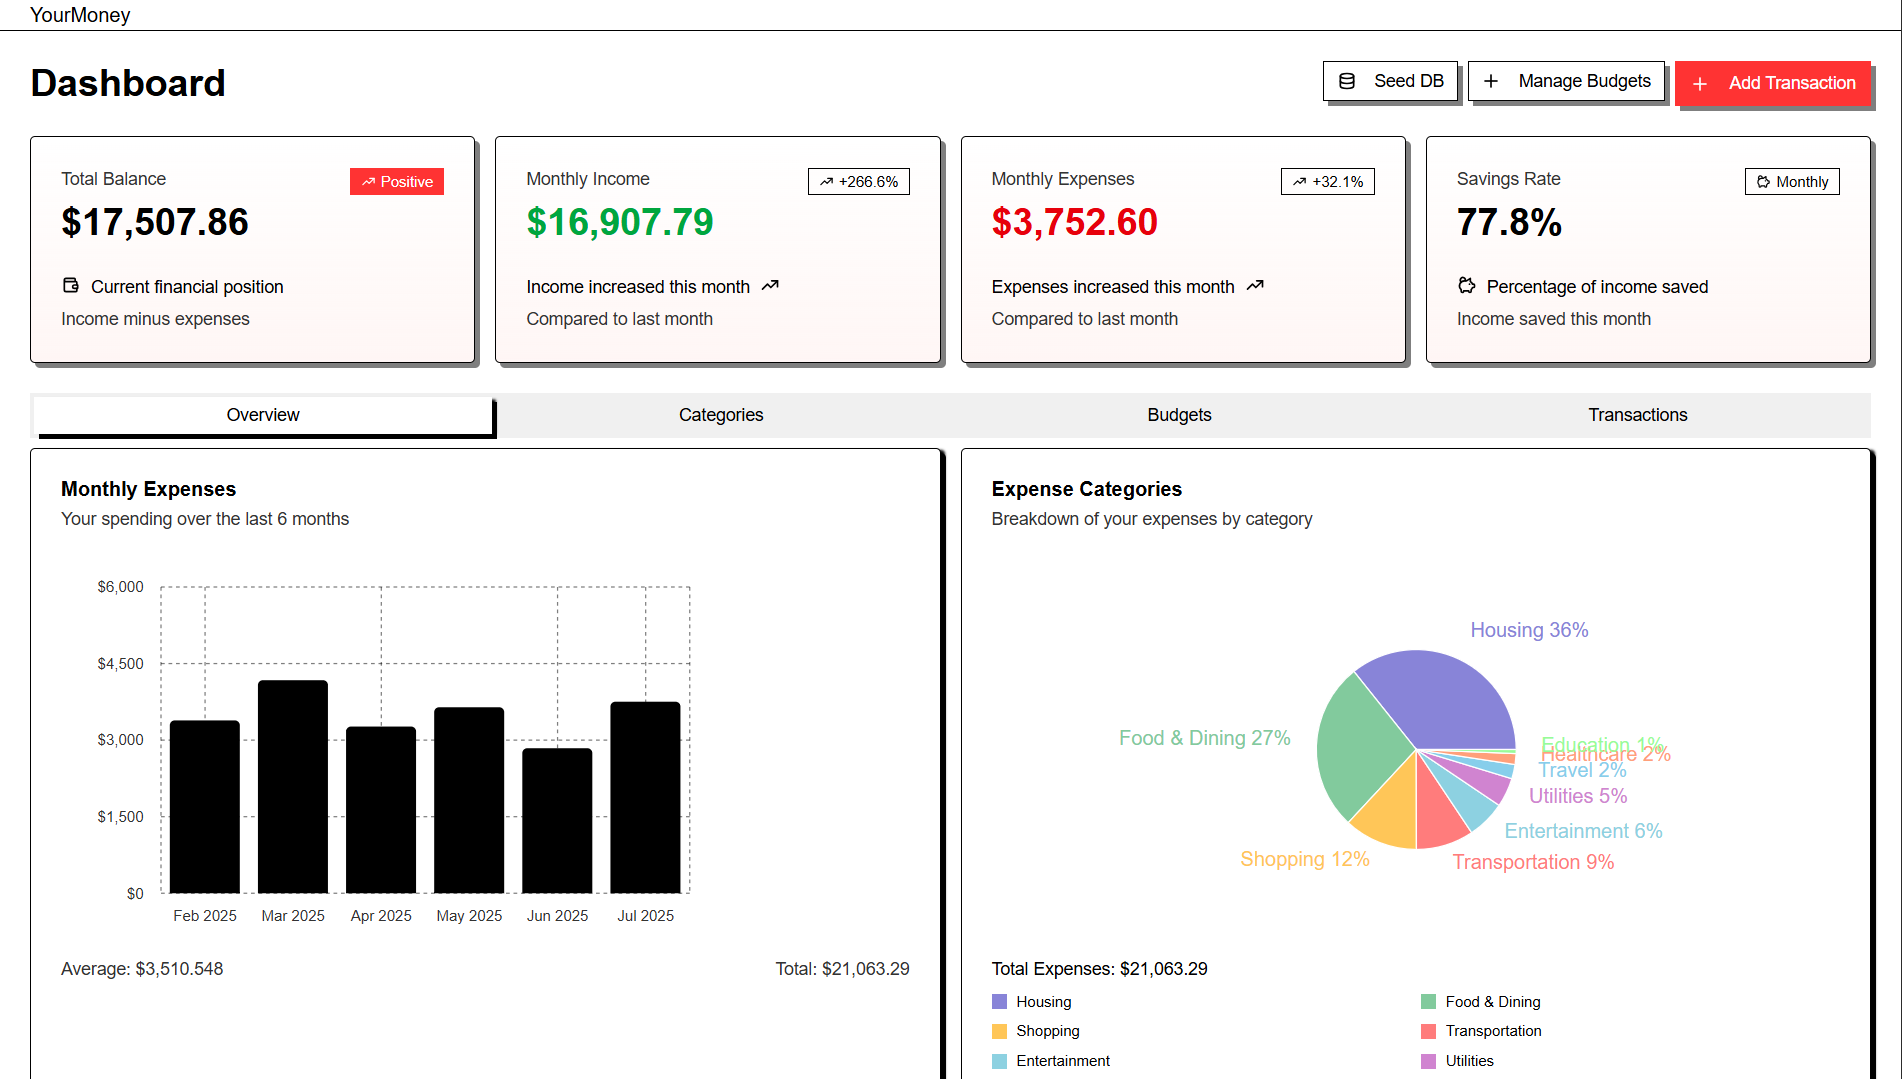 YourMoney
Dashboard
Seed DB
Manage Budgets
Add Transaction
Total Balance
Positive
$17,507.86
Current financial position
Income minus expenses
Monthly Income
+266.6%
$16,907.79
Income increased this month
Compared to last month
Monthly Expenses
+32.1%
$3,752.60
Expenses increased this month
Compared to last month
Savings Rate
Monthly
77.8%
Percentage of income saved
Income saved this month
Overview
Categories
Budgets
Transactions
Monthly Expenses
Your spending over the last 6 months
$6,000
$4,500
$3,000
$1,500
$0
Feb 2025
Mar 2025
Apr 2025
May 2025
Jun 2025
Jul 2025
Average: $3,510.548
Total: $21,063.29
Expense Categories
Breakdown of your expenses by category
Housing 36%
Food & Dining 27%
Education 1%
Healthcare 2%
Travel 2%
Utilities 5%
Entertainment 6%
Shopping 12%
Transportation 9%
Total Expenses: $21,063.29
Housing
Food & Dining
Shopping
Transportation
Entertainment
Utilities